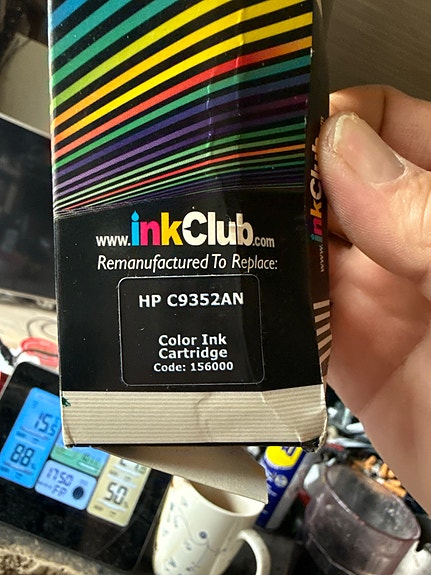 www.inkClub.com
Remanufactured To Replace:
HP C9352AN
Color Ink
Cartridge
Code: 156000